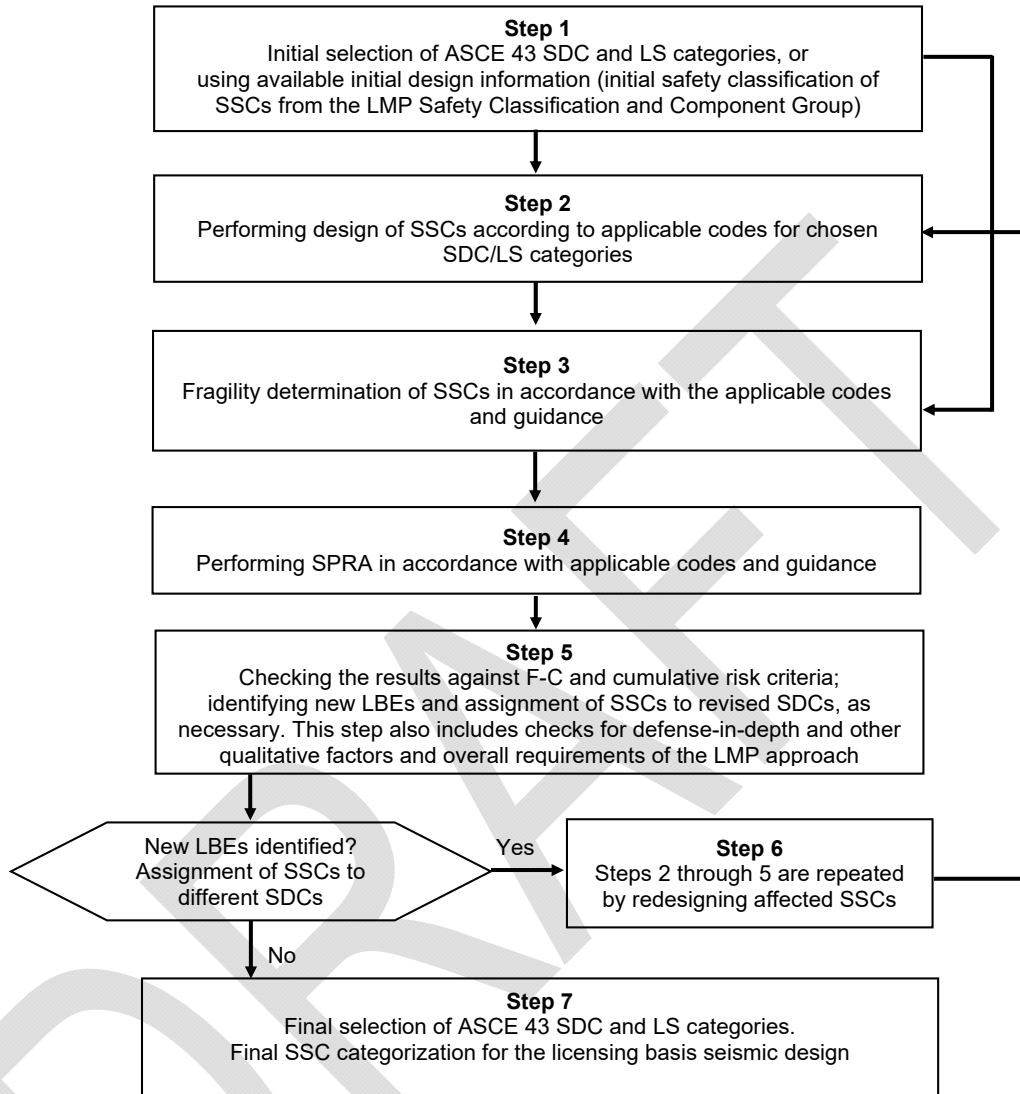 Step 1
Initial selection of ASCE 43 SDC and LS categories, or
using available initial design information (initial safety classification of
SSCs from the LMP Safety Classification and Component Group)
Step 2
Performing design of SSCs according to applicable codes for chosen
SDC/LS categories
Step 3
Fragility determination of SSCs in accordance with the applicable codes
and guidance
Step 4
Performing SPRA in accordance with applicable codes and guidance
Step 5
Checking the results against F-C and cumulative risk criteria;
identifying new LBEs and assignment of SSCs to revised SDCs, as
necessary. This step also includes checks for defense-in-depth and other
qualitative factors and overall requirements of the LMP approach
New LBEs identified?
Assignment of SSCs to
different SDCs
Yes
Step 6
Steps 2 through 5 are repeated
by redesigning affected SSCs
No
Step 7
Final selection of ASCE 43 SDC and LS categories.
Final SSC categorization for the licensing basis seismic design
DRAFT